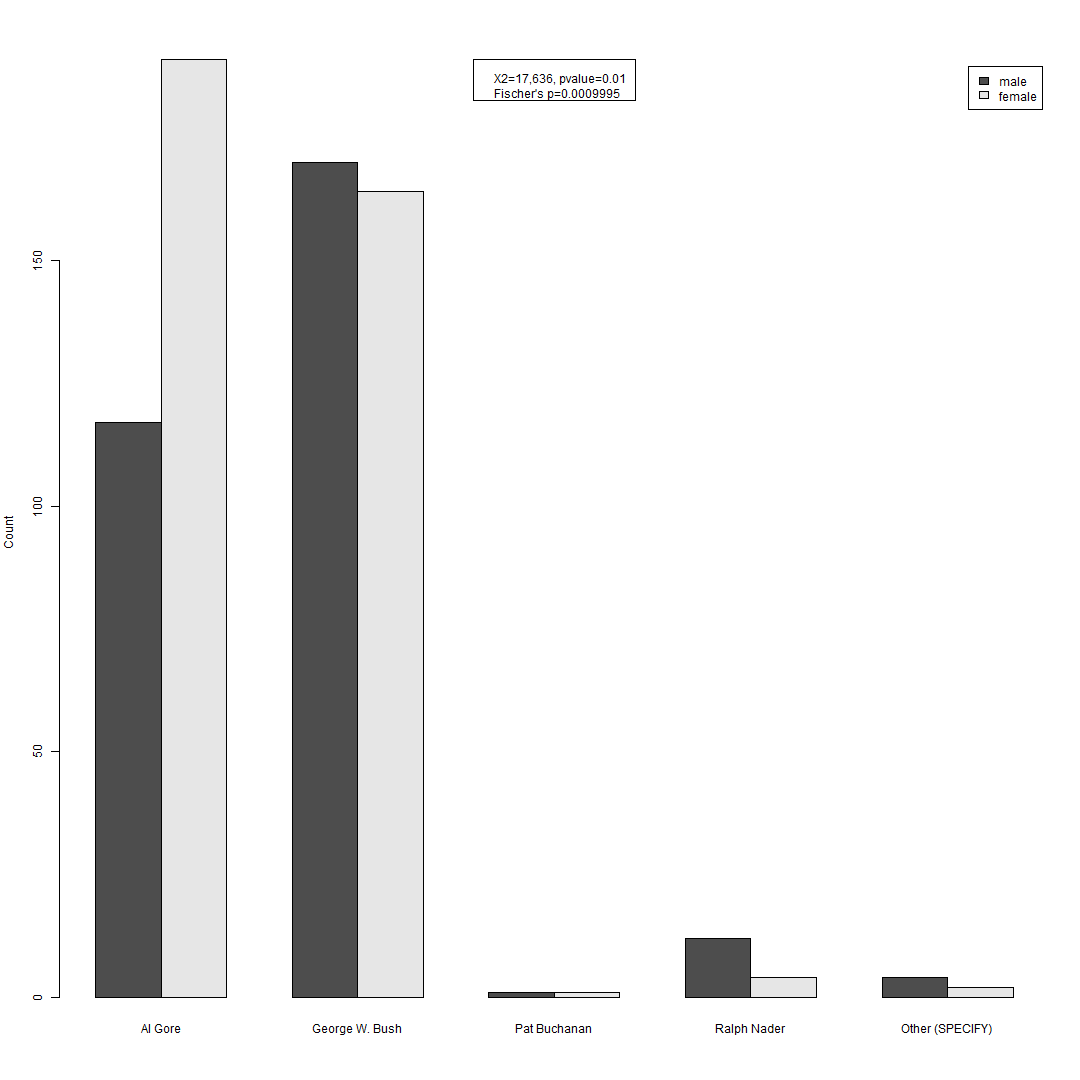 X2=17,636, pvalue=0.01
Fischer's p=0.0009995
male
female
150
100
50
0
Count
Al Gore
George W. Bush
Pat Buchanan
Ralph Nader
Other (SPECIFY)